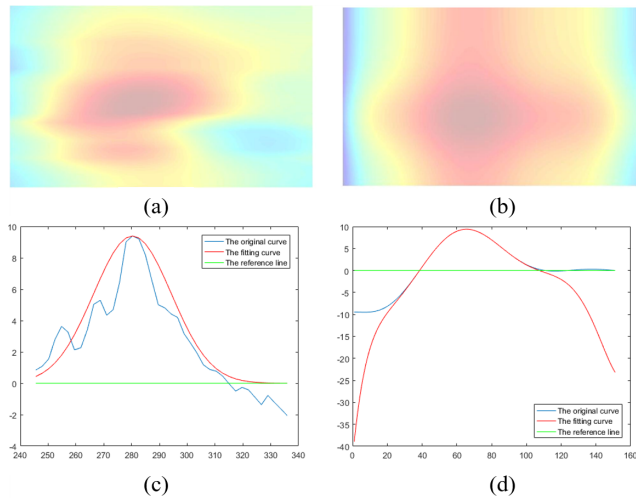 (a)
(b)
10
8
6
4
2
0
-2
-4
240 250 260 270 280 290 300 310 320 330 340
The original curve
The fitting curve
The reference line
(c)
10
5
0
-5
-10
-15
-20
-25
-30
-35
-40
0 20 40 60 80 100 120 140 160
The original curve
The fitting curve
The reference line
(d)